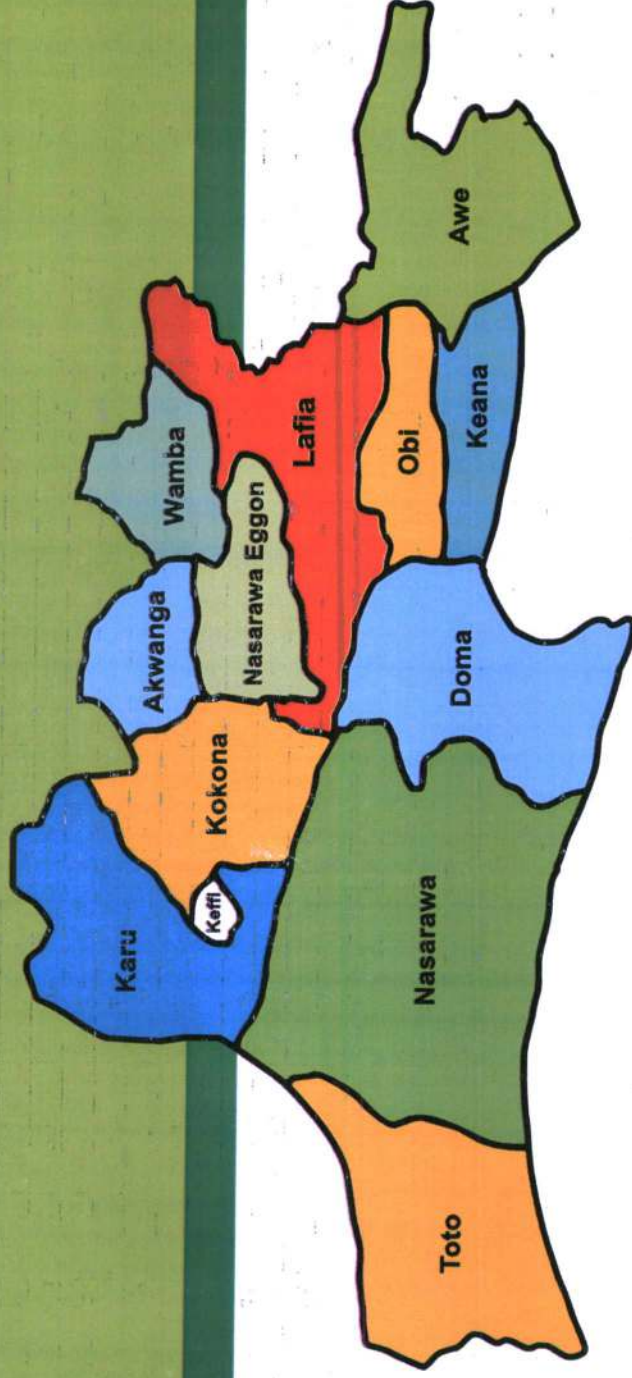 Karu
Keffi
Kokona
Akwanga
Wamba
Nasarawa Eggon
Lafia
Toto
Nasarawa
Doma
Obi
Keana
Awe